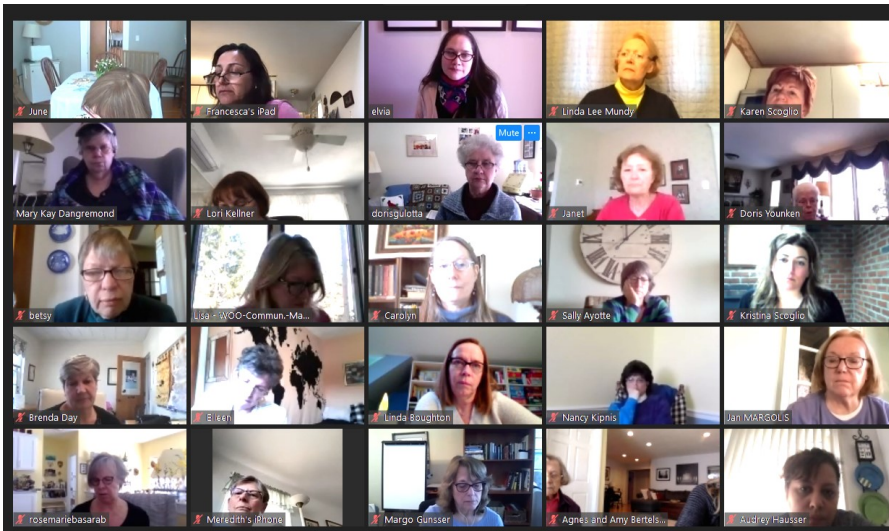 June
Francesca's iPad
elvia
Linda Lee Mundy
Karen Scoglio
Mary Kay Dangremond
Lori Kellner
Mute ...
dorisgulotta
Janet
Doris Younken
betsy
Lisa - WOO-Commun.-Ma...
Carolyn
Sally Ayotte
Kristina Scoglio
Brenda Day
Eileen
Linda Boughton
Nancy Kipnis
Jan MARGOLIS
rosemariebasarab
Meredith's iPhone
Margo Gunsser
Agnes and Amy Bertels...
Audrey Hausser